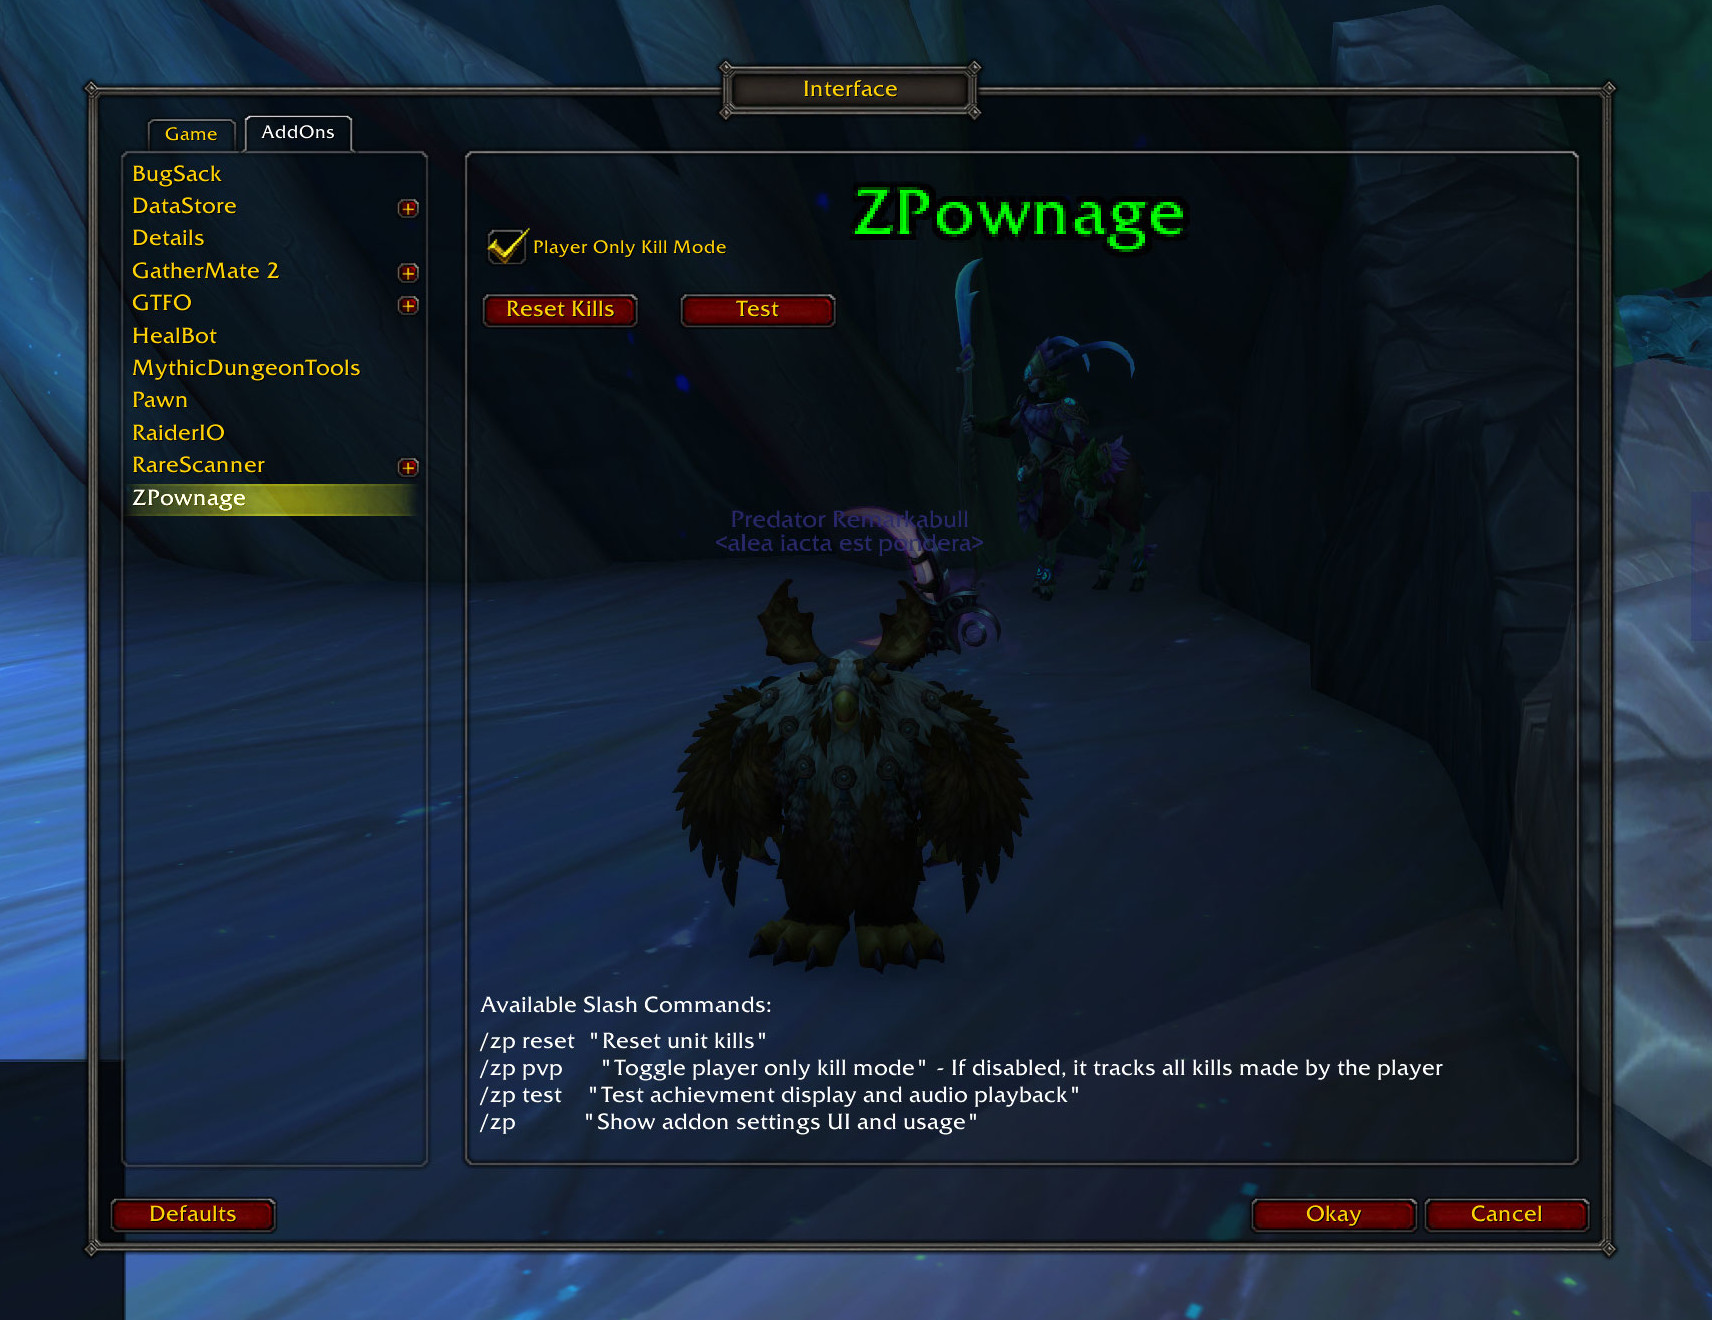 Interface
Game
AddOns
BugSack
DataStore
Details
GatherMate 2
GTFO
HealBot
MythicDungeonTools
Pawn
RaiderIO
RareScanner
ZPownage
ZPownage
Player Only Kill Mode
Reset Kills
Test
Predator Remarkabull
<alea iacta est pondera>
Available Slash Commands:
/zp reset "Reset unit kills"
/zp pvp "Toggle player only kill mode" - If disabled, it tracks all kills made by the player
/zp test "Test achievment display and audio playback"
/zp "Show addon settings UI and usage"
Defaults
Okay
Cancel